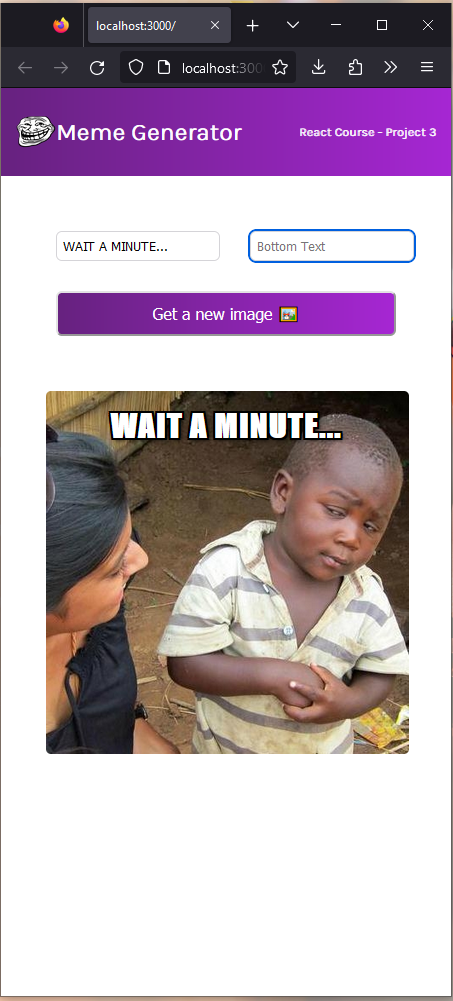 localhost:3000/
localhost:300
Meme Generator
React Course - Project 3
WAIT A MINUTE...
Bottom Text
Get a new image
WAIT A MINUTE...